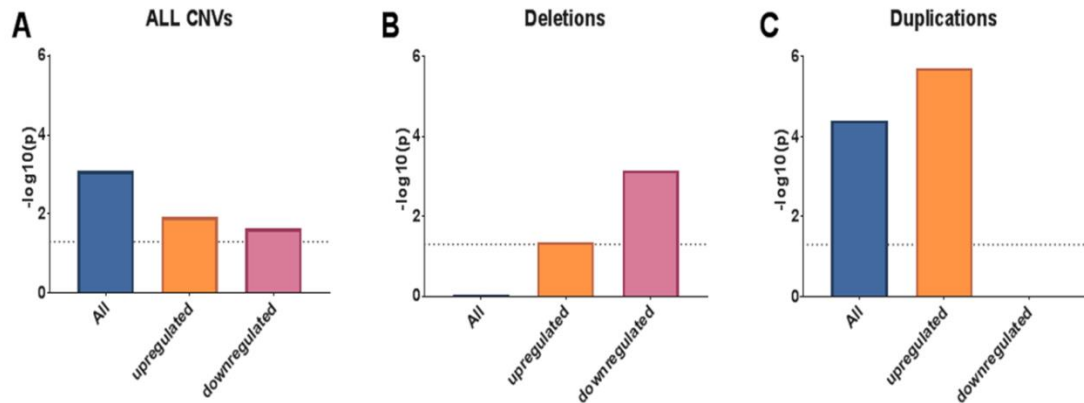 A
ALL CNVs
-log10(p)
6
4
2
0
All
upregulated
downregulated
B
Deletions
-log10(p)
6
4
2
0
All
upregulated
downregulated
C
Duplications
-log10(p)
6
4
2
0
All
upregulated
downregulated